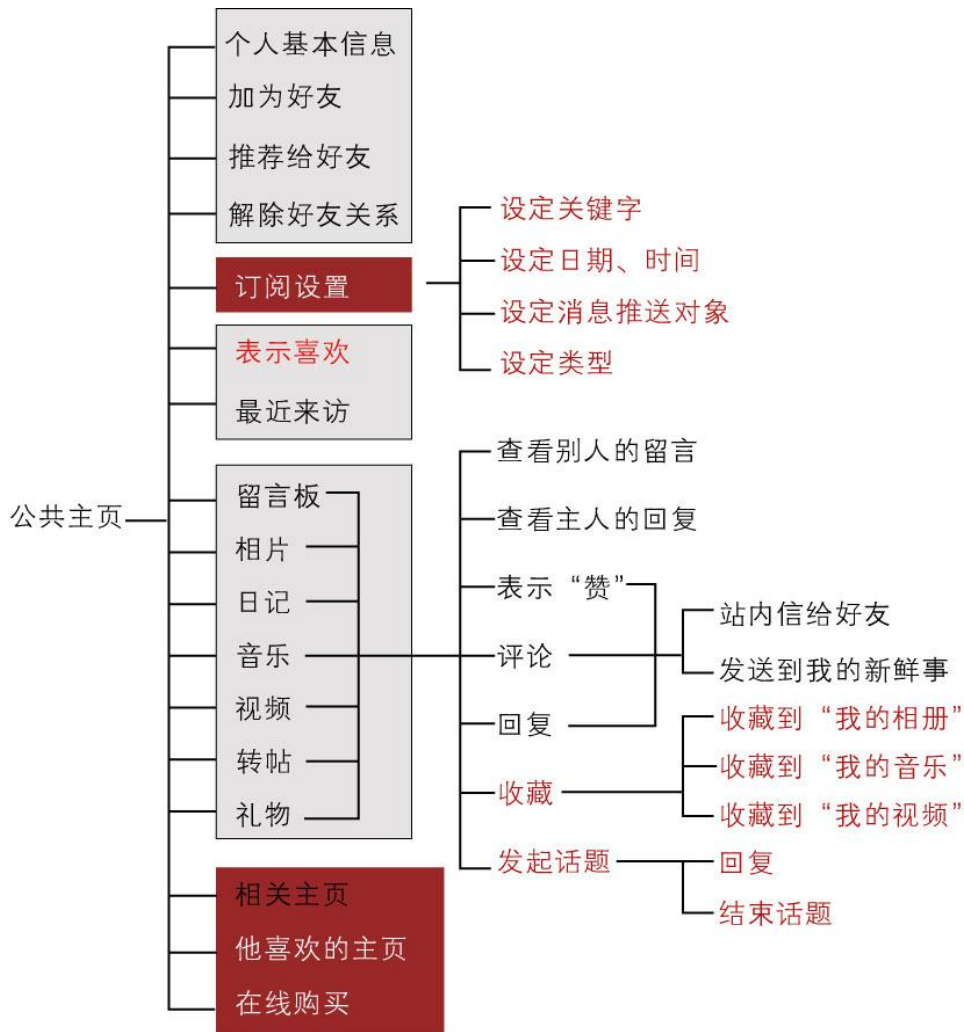 公共主页
个人基本信息
加为好友
推荐给好友
解除好友关系
订阅设置
设定关键字
设定日期、时间
设定消息推送对象
设定类型
表示喜欢
最近来访
留言板
相片
日记
音乐
视频
转帖
礼物
查看别人的留言
查看主人的回复
表示“赞”
评论
回复
站内信给好友
发送到我的新鲜事
收藏
收藏到“我的相册”
收藏到“我的音乐”
收藏到“我的视频”
发起话题
回复
结束话题
相关主页
他喜欢的主页
在线购买